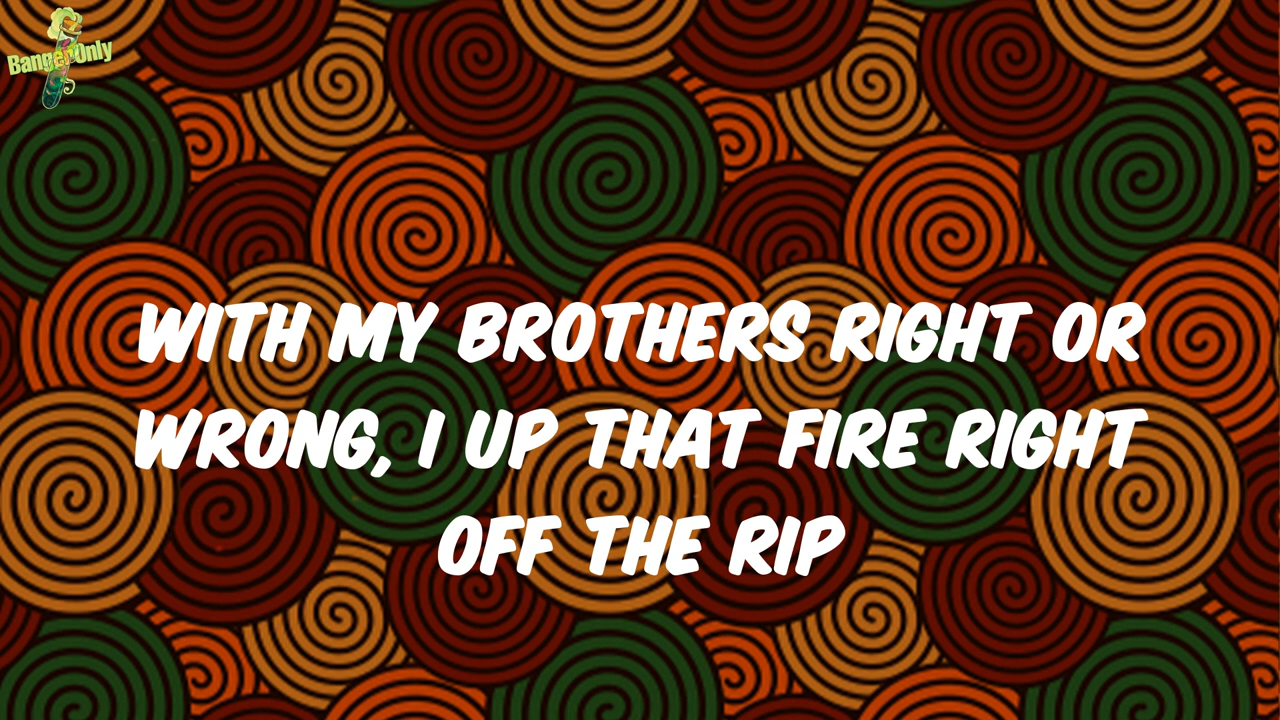 BangerOnly
WITH MY BROTHERS RIGHT OR
WRONG, I UP THAT FIRE RIGHT
OFF THE RIP